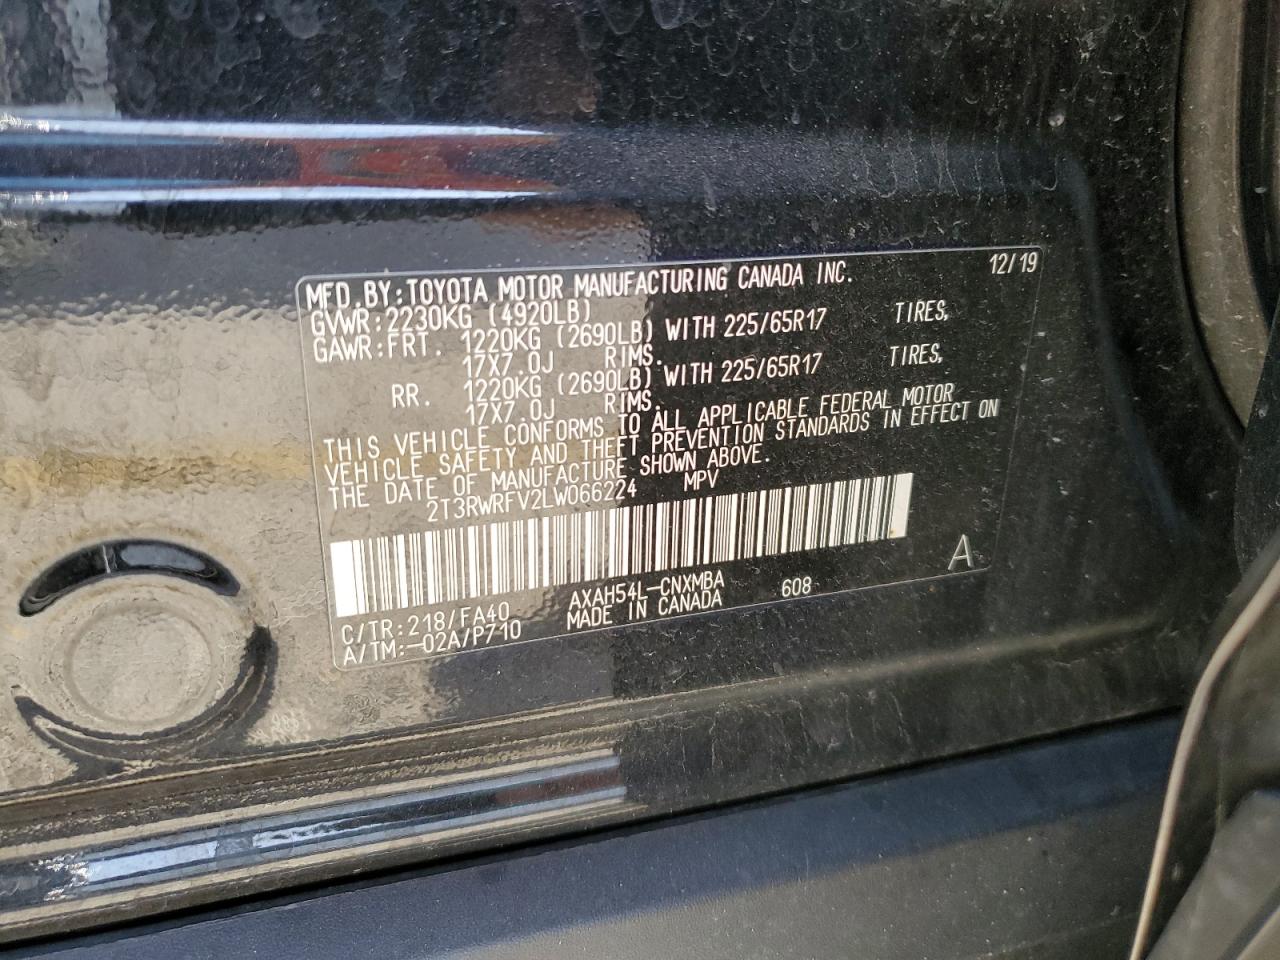 MFD.BY:TOYOTA MOTOR MANUFACTURING CANADA INC. 12/19
GVWR:2230KG (4920LB)
GAWR:FRT. 1220KG (2690LB) WITH 225/65R17 TIRES,
17X7.0J RIMS.
RR. 1220KG (2690LB) WITH 225/65R17 TIRES,
17X7.0J RIMS.
THIS VEHICLE CONFORMS TO ALL APPLICABLE FEDERAL MOTOR
VEHICLE SAFETY AND THEFT PREVENTION STANDARDS IN EFFECT ON
THE DATE OF MANUFACTURE SHOWN ABOVE.
2T3RWRFV2LW066224 MPV
A
C/TR:218/FA40 AXAH54L-CNXMBA 608
A/TM:-02A/P710 MADE IN CANADA